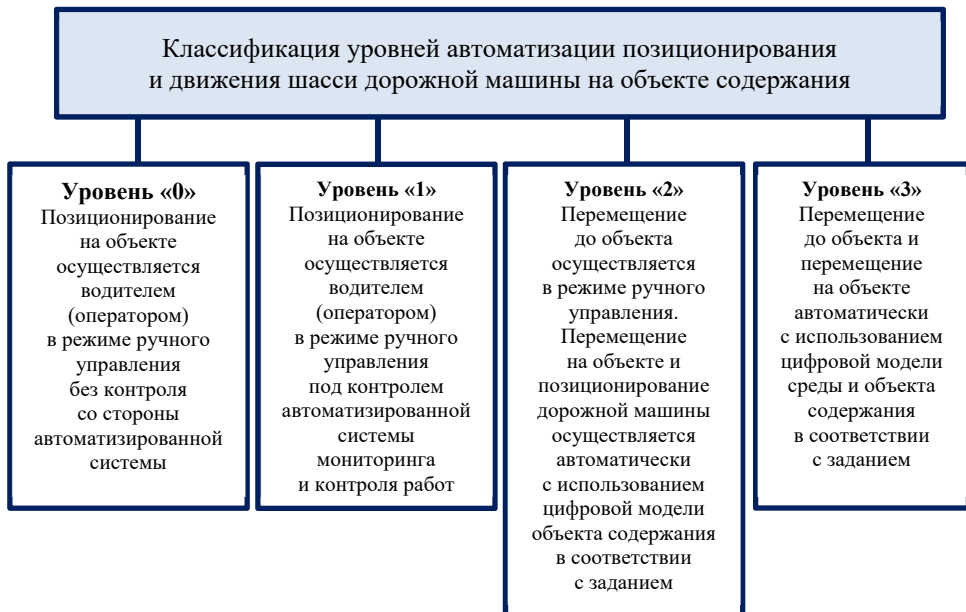 Классификация уровней автоматизации позиционирования
и движения шасси дорожной машины на объекте содержания
Уровень «0»
Позиционирование
на объекте
осуществляется
водителем
(оператором)
в режиме ручного
управления
без контроля
со стороны
автоматизированной
системы
Уровень «1»
Позиционирование
на объекте
осуществляется
водителем
(оператором)
в режиме ручного
управления
под контролем
автоматизированной
системы
мониторинга
и контроля работ
Уровень «2»
Перемещение
до объекта
осуществляется
в режиме ручного
управления.
Перемещение
на объекте и
позиционирование
дорожной машины
осуществляется
автоматически
с использованием
цифровой модели
объекта содержания
в соответствии
с заданием
Уровень «3»
Перемещение
до объекта и
перемещение
на объекте
автоматически
с использованием
цифровой модели
среды и объекта
содержания
в соответствии
с заданием